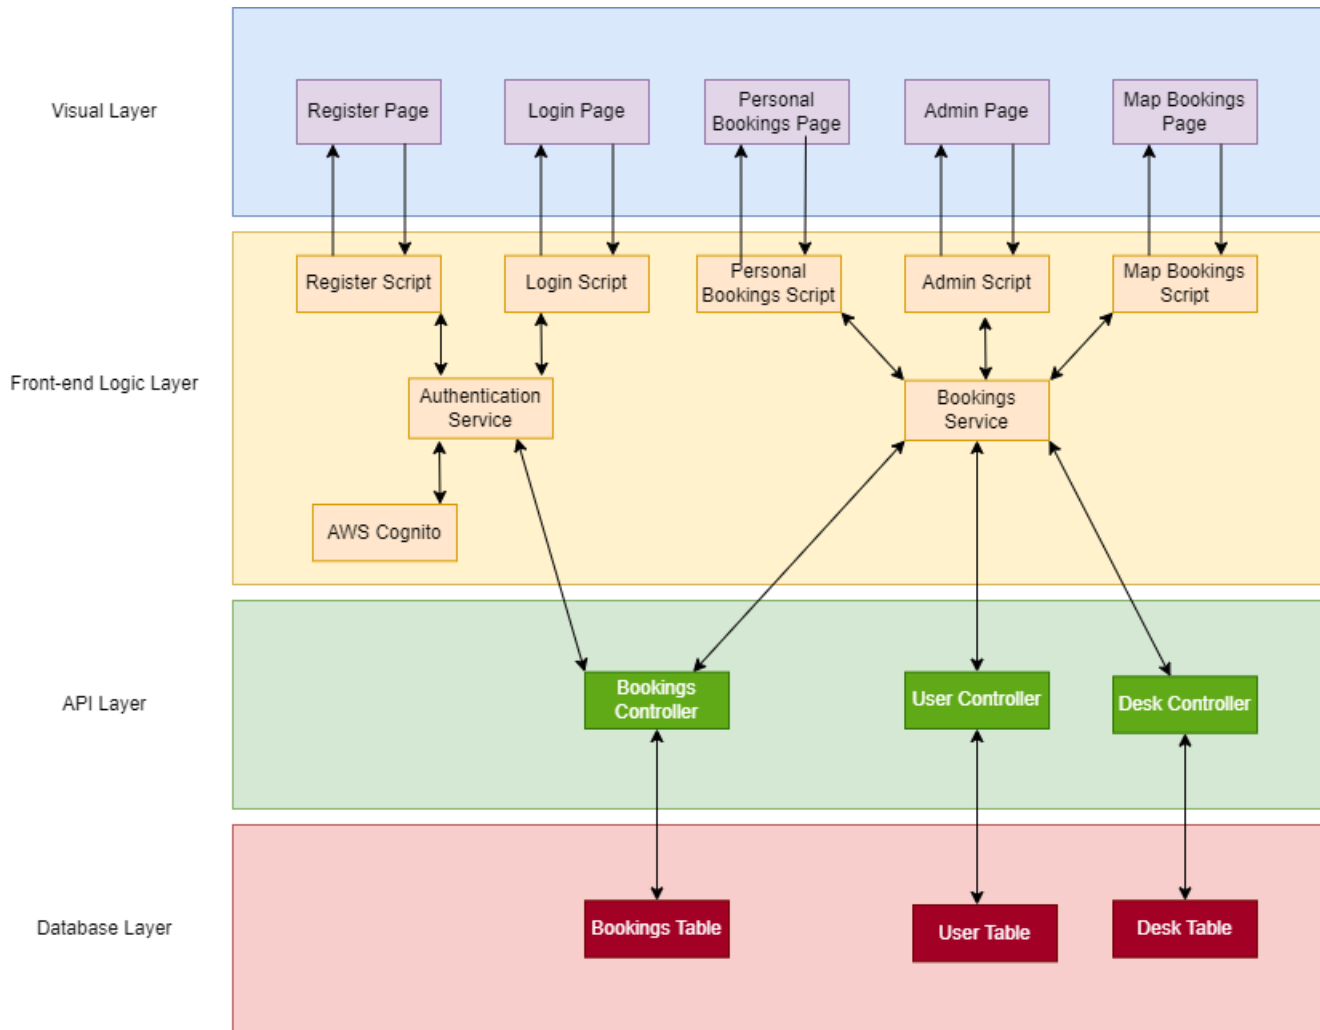 Visual Layer
Register Page
Login Page
Personal
Bookings Page
Admin Page
Map Bookings
Page
Front-end Logic Layer
Register Script
Login Script
Personal
Bookings Script
Admin Script
Map Bookings
Script
Authentication
Service
Bookings
Service
AWS Cognito
API Layer
Bookings
Controller
User Controller
Desk Controller
Database Layer
Bookings Table
User Table
Desk Table